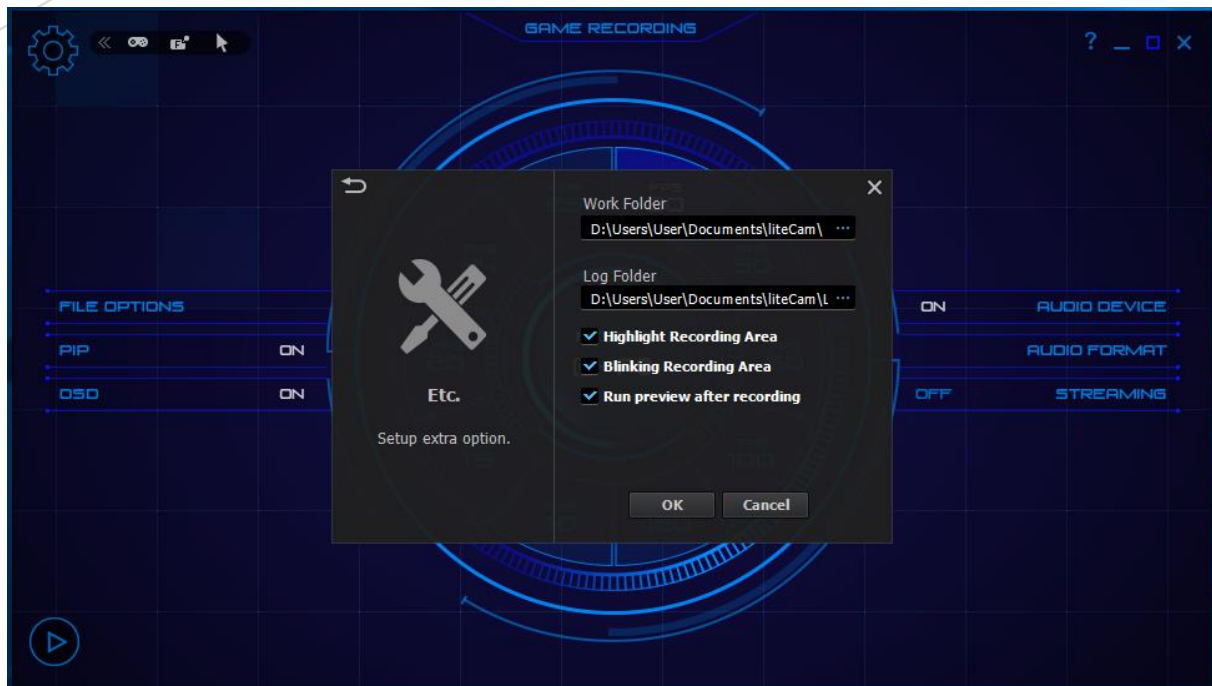 GAME RECORDING
?
Work Folder
D:\Users\User\Documents\liteCam\ ...
Log Folder
D:\Users\User\Documents\liteCam\L ...
Highlight Recording Area
Blinking Recording Area
Run preview after recording
Etc.
Setup extra option.
OK Cancel
FILE OPTIONS
PIP ON
OSD ON
ON AUDIO DEVICE
AUDIO FORMAT
OFF STREAMING